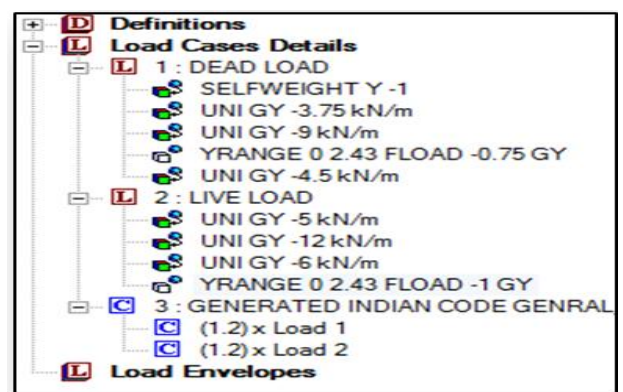 D Definitions
L Load Cases Details
L 1 : DEAD LOAD
SELFWEIGHT Y -1
UNI GY -3.75 kN/m
UNI GY -9 kN/m
YRANGE 0 2.43 FLOAD -0.75 GY
UNI GY -4.5 kN/m
L 2 : LIVE LOAD
UNI GY -5 kN/m
UNI GY -12 kN/m
UNI GY -6 kN/m
YRANGE 0 2.43 FLOAD -1 GY
C 3 : GENERATED INDIAN CODE GENRAL
C (1.2) x Load 1
C (1.2) x Load 2
L Load Envelopes